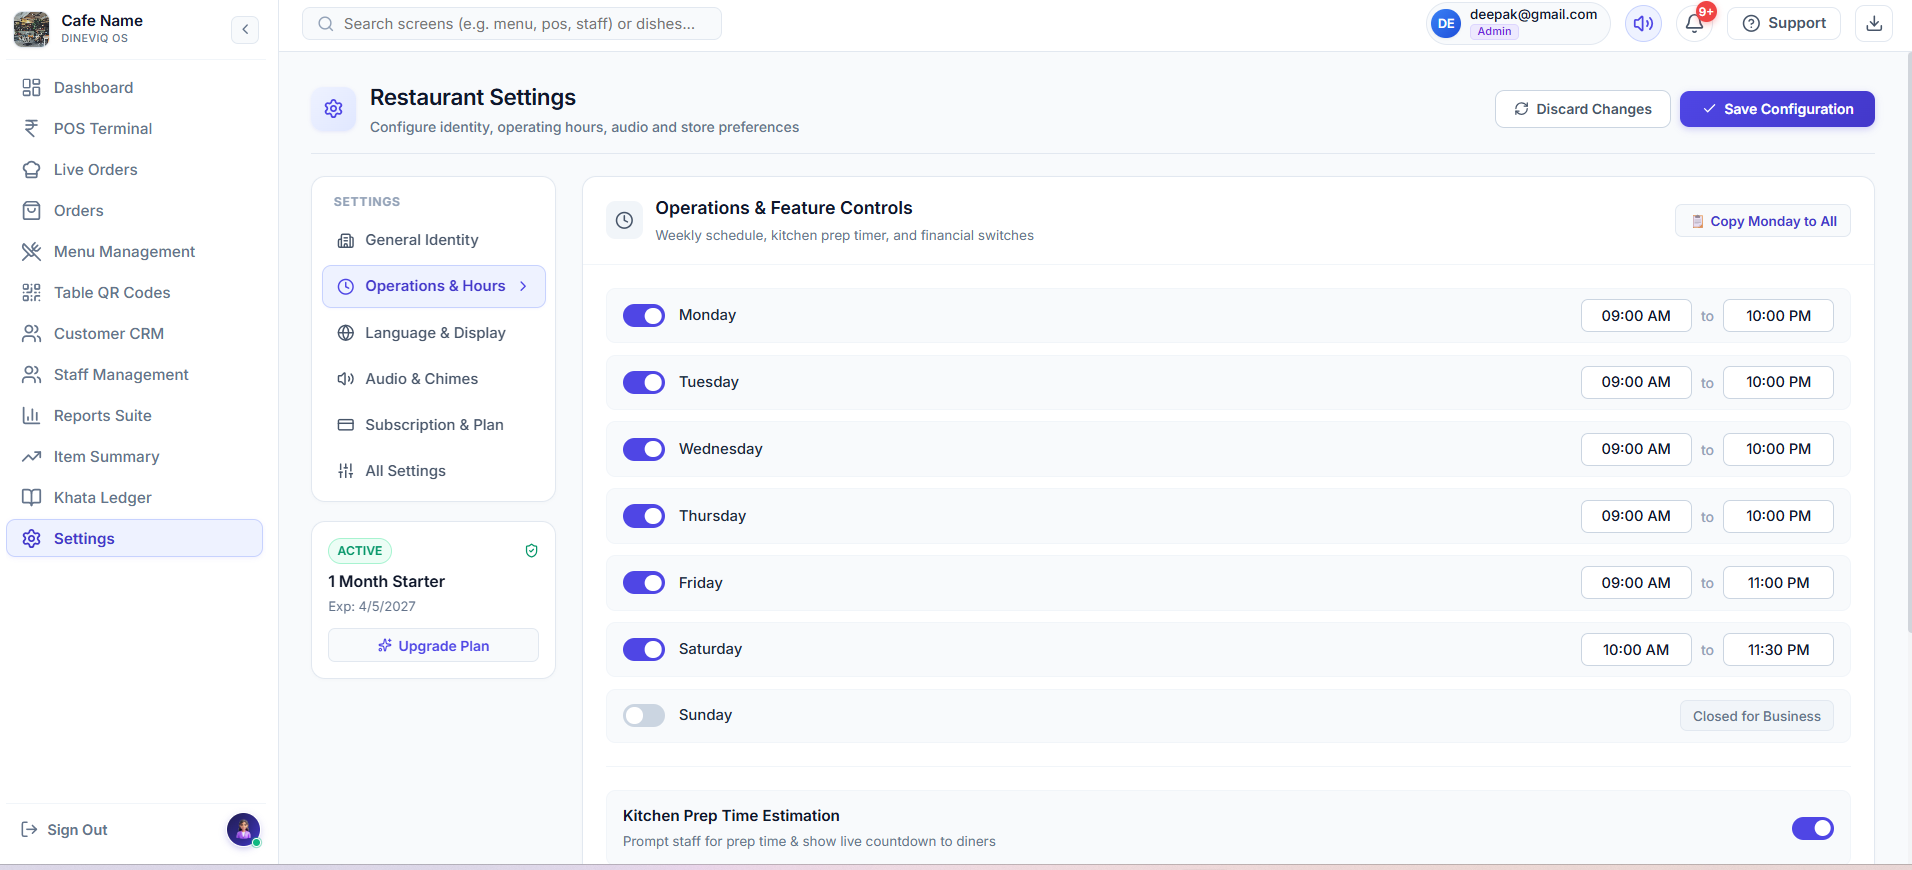 Cafe Name
DINEVIQ OS
Search screens (e.g. menu, pos, staff) or dishes...
DE
deepak@gmail.com
Admin
9+
Support
Dashboard
POS Terminal
Live Orders
Orders
Menu Management
Table QR Codes
Customer CRM
Staff Management
Reports Suite
Item Summary
Khata Ledger
Settings
Sign Out
Restaurant Settings
Configure identity, operating hours, audio and store preferences
Discard Changes
Save Configuration
SETTINGS
General Identity
Operations & Hours
Language & Display
Audio & Chimes
Subscription & Plan
All Settings
ACTIVE
1 Month Starter
Exp: 4/5/2027
Upgrade Plan
Operations & Feature Controls
Weekly schedule, kitchen prep timer, and financial switches
Copy Monday to All
Monday 09:00 AM to 10:00 PM
Tuesday 09:00 AM to 10:00 PM
Wednesday 09:00 AM to 10:00 PM
Thursday 09:00 AM to 10:00 PM
Friday 09:00 AM to 11:00 PM
Saturday 10:00 AM to 11:30 PM
Sunday Closed for Business
Kitchen Prep Time Estimation
Prompt staff for prep time & show live countdown to diners